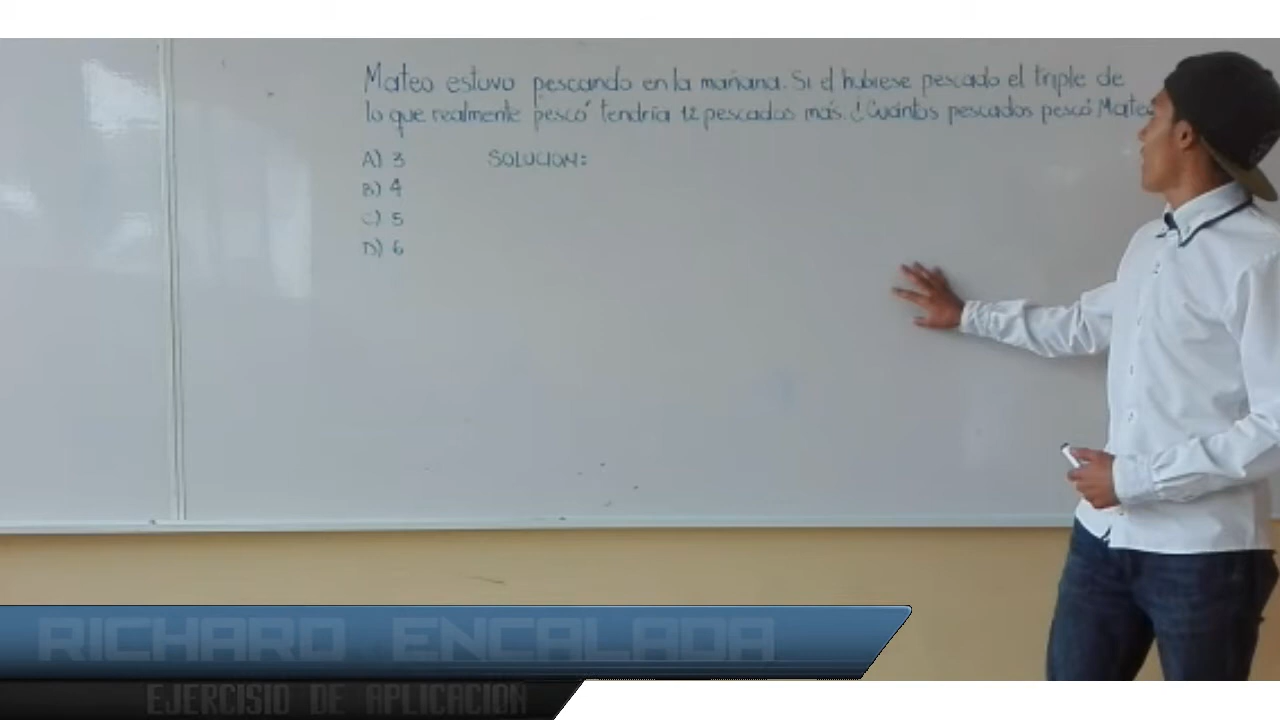 Mateo estuvo pescando en la mañana. Si el hubiese pescado el triple de
lo que realmente pescó tendría 12 pescados más. ¿Cuántos pescados pescó Mateo
A) 3
SOLUCION:
B) 4
C) 5
D) 6
RICHARD ENCALADA
EJERCISIO DE APLICACION